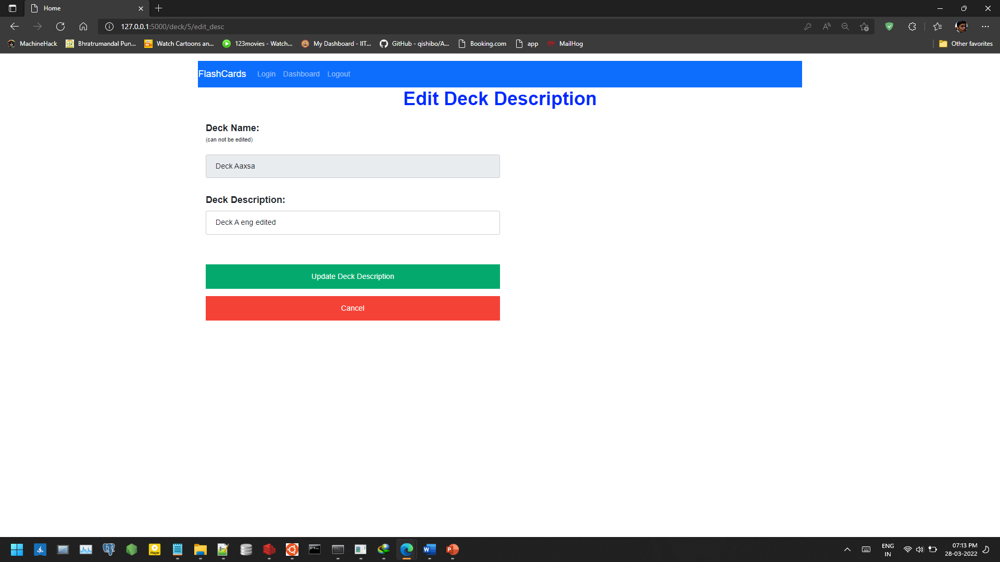 Home
127.0.0.1:5000/deck/5/edit_desc
MachineHack
Bhratrumandal Pun...
Watch Cartoons an...
123movies - Watch...
My Dashboard - IIT...
GitHub - qishibo/A...
Booking.com
app
MailHog
Other favorites
FlashCards Login Dashboard Logout
Edit Deck Description
Deck Name:
(can not be edited)
Deck Aaxsa
Deck Description:
Deck A eng edited
Update Deck Description
Cancel
Player
ENG
IN
07:13 PM
28-03-2022